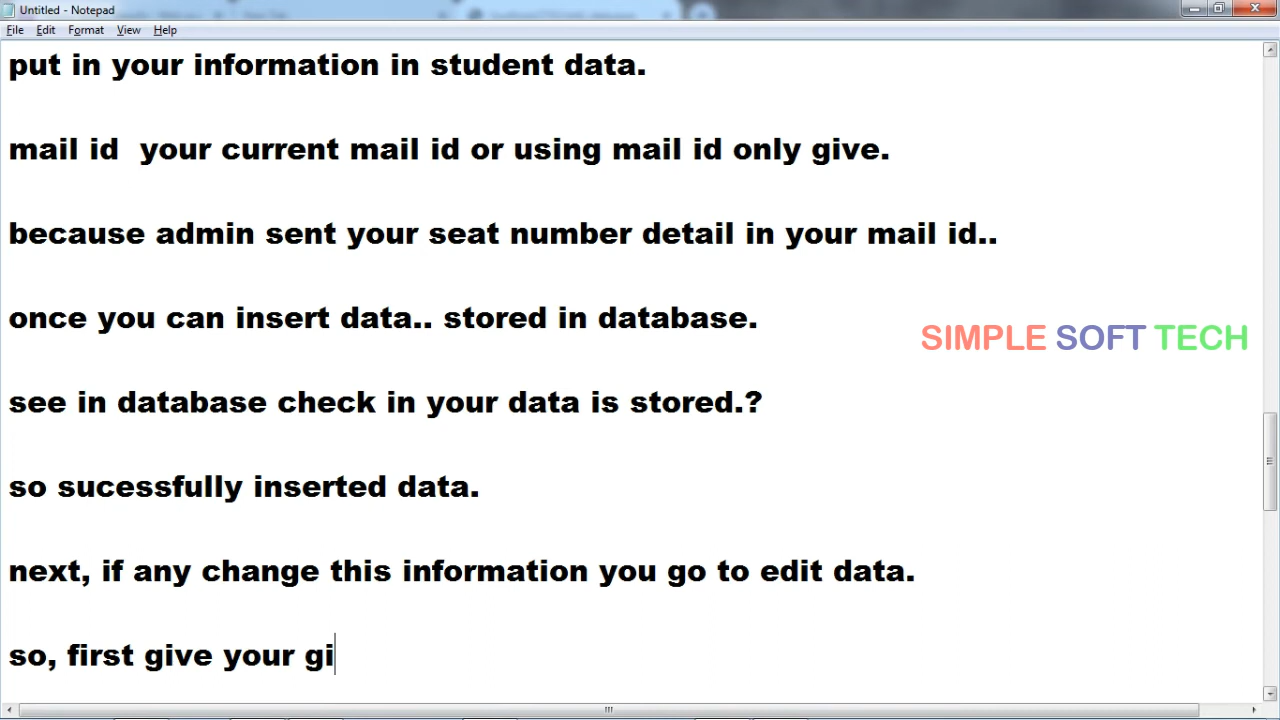 Untitled - Notepad
File Edit Format View Help
put in your information in student data.
mail id  your current mail id or using mail id only give.
because admin sent your seat number detail in your mail id..
once you can insert data.. stored in database.
SIMPLE SOFT TECH
see in database check in your data is stored.?
so sucessfully inserted data.
next, if any change this information you go to edit data.
so, first give your gi